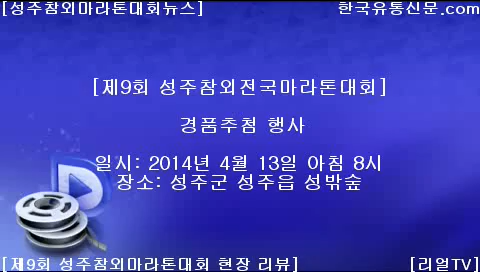 [성주참외마라톤대회뉴스]
한국유통신문.com
[제9회 성주참외전국마라톤대회]
경품추첨 행사
일시: 2014년 4월 13일 아침 8시
장소: 성주군 성주읍 성밖숲
[제9회 성주참외마라톤대회 현장 리뷰]
[리얼TV]